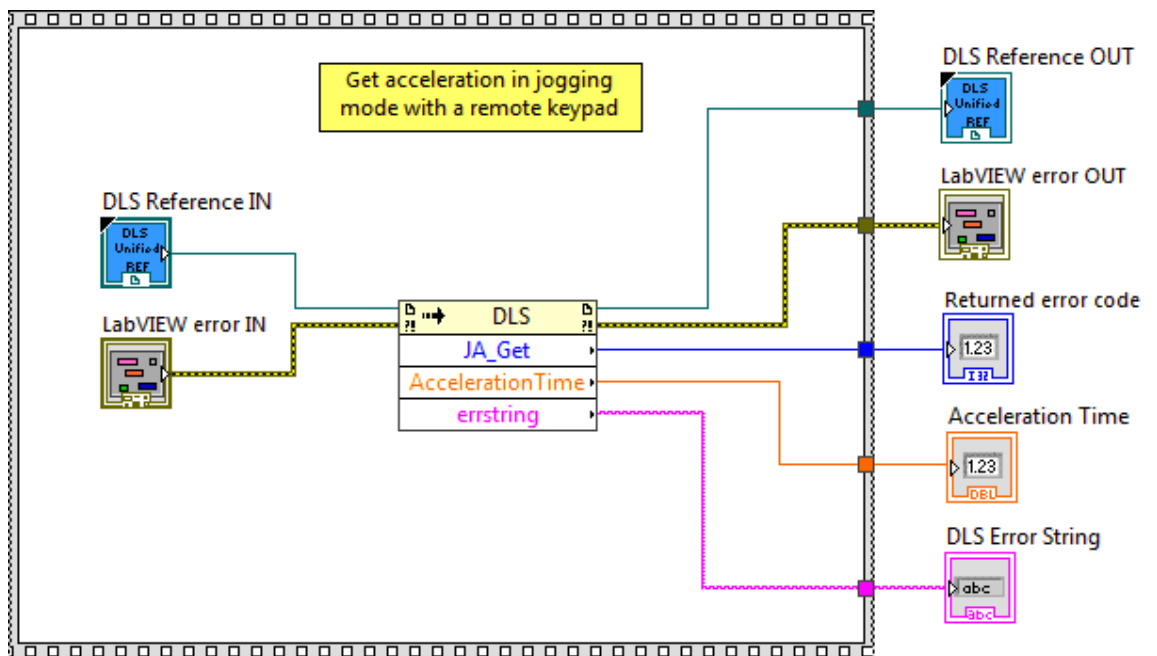 Get acceleration in jogging
mode with a remote keypad
DLS Reference IN
DLS
Unified
REF
LabVIEW error IN
?!
DLS
?!
JA_Get
AccelerationTime
errstring
DLS Reference OUT
DLS
Unified
REF
LabVIEW error OUT
Returned error code
1.23
I32
Acceleration Time
1.23
DBL
DLS Error String
abc
abc